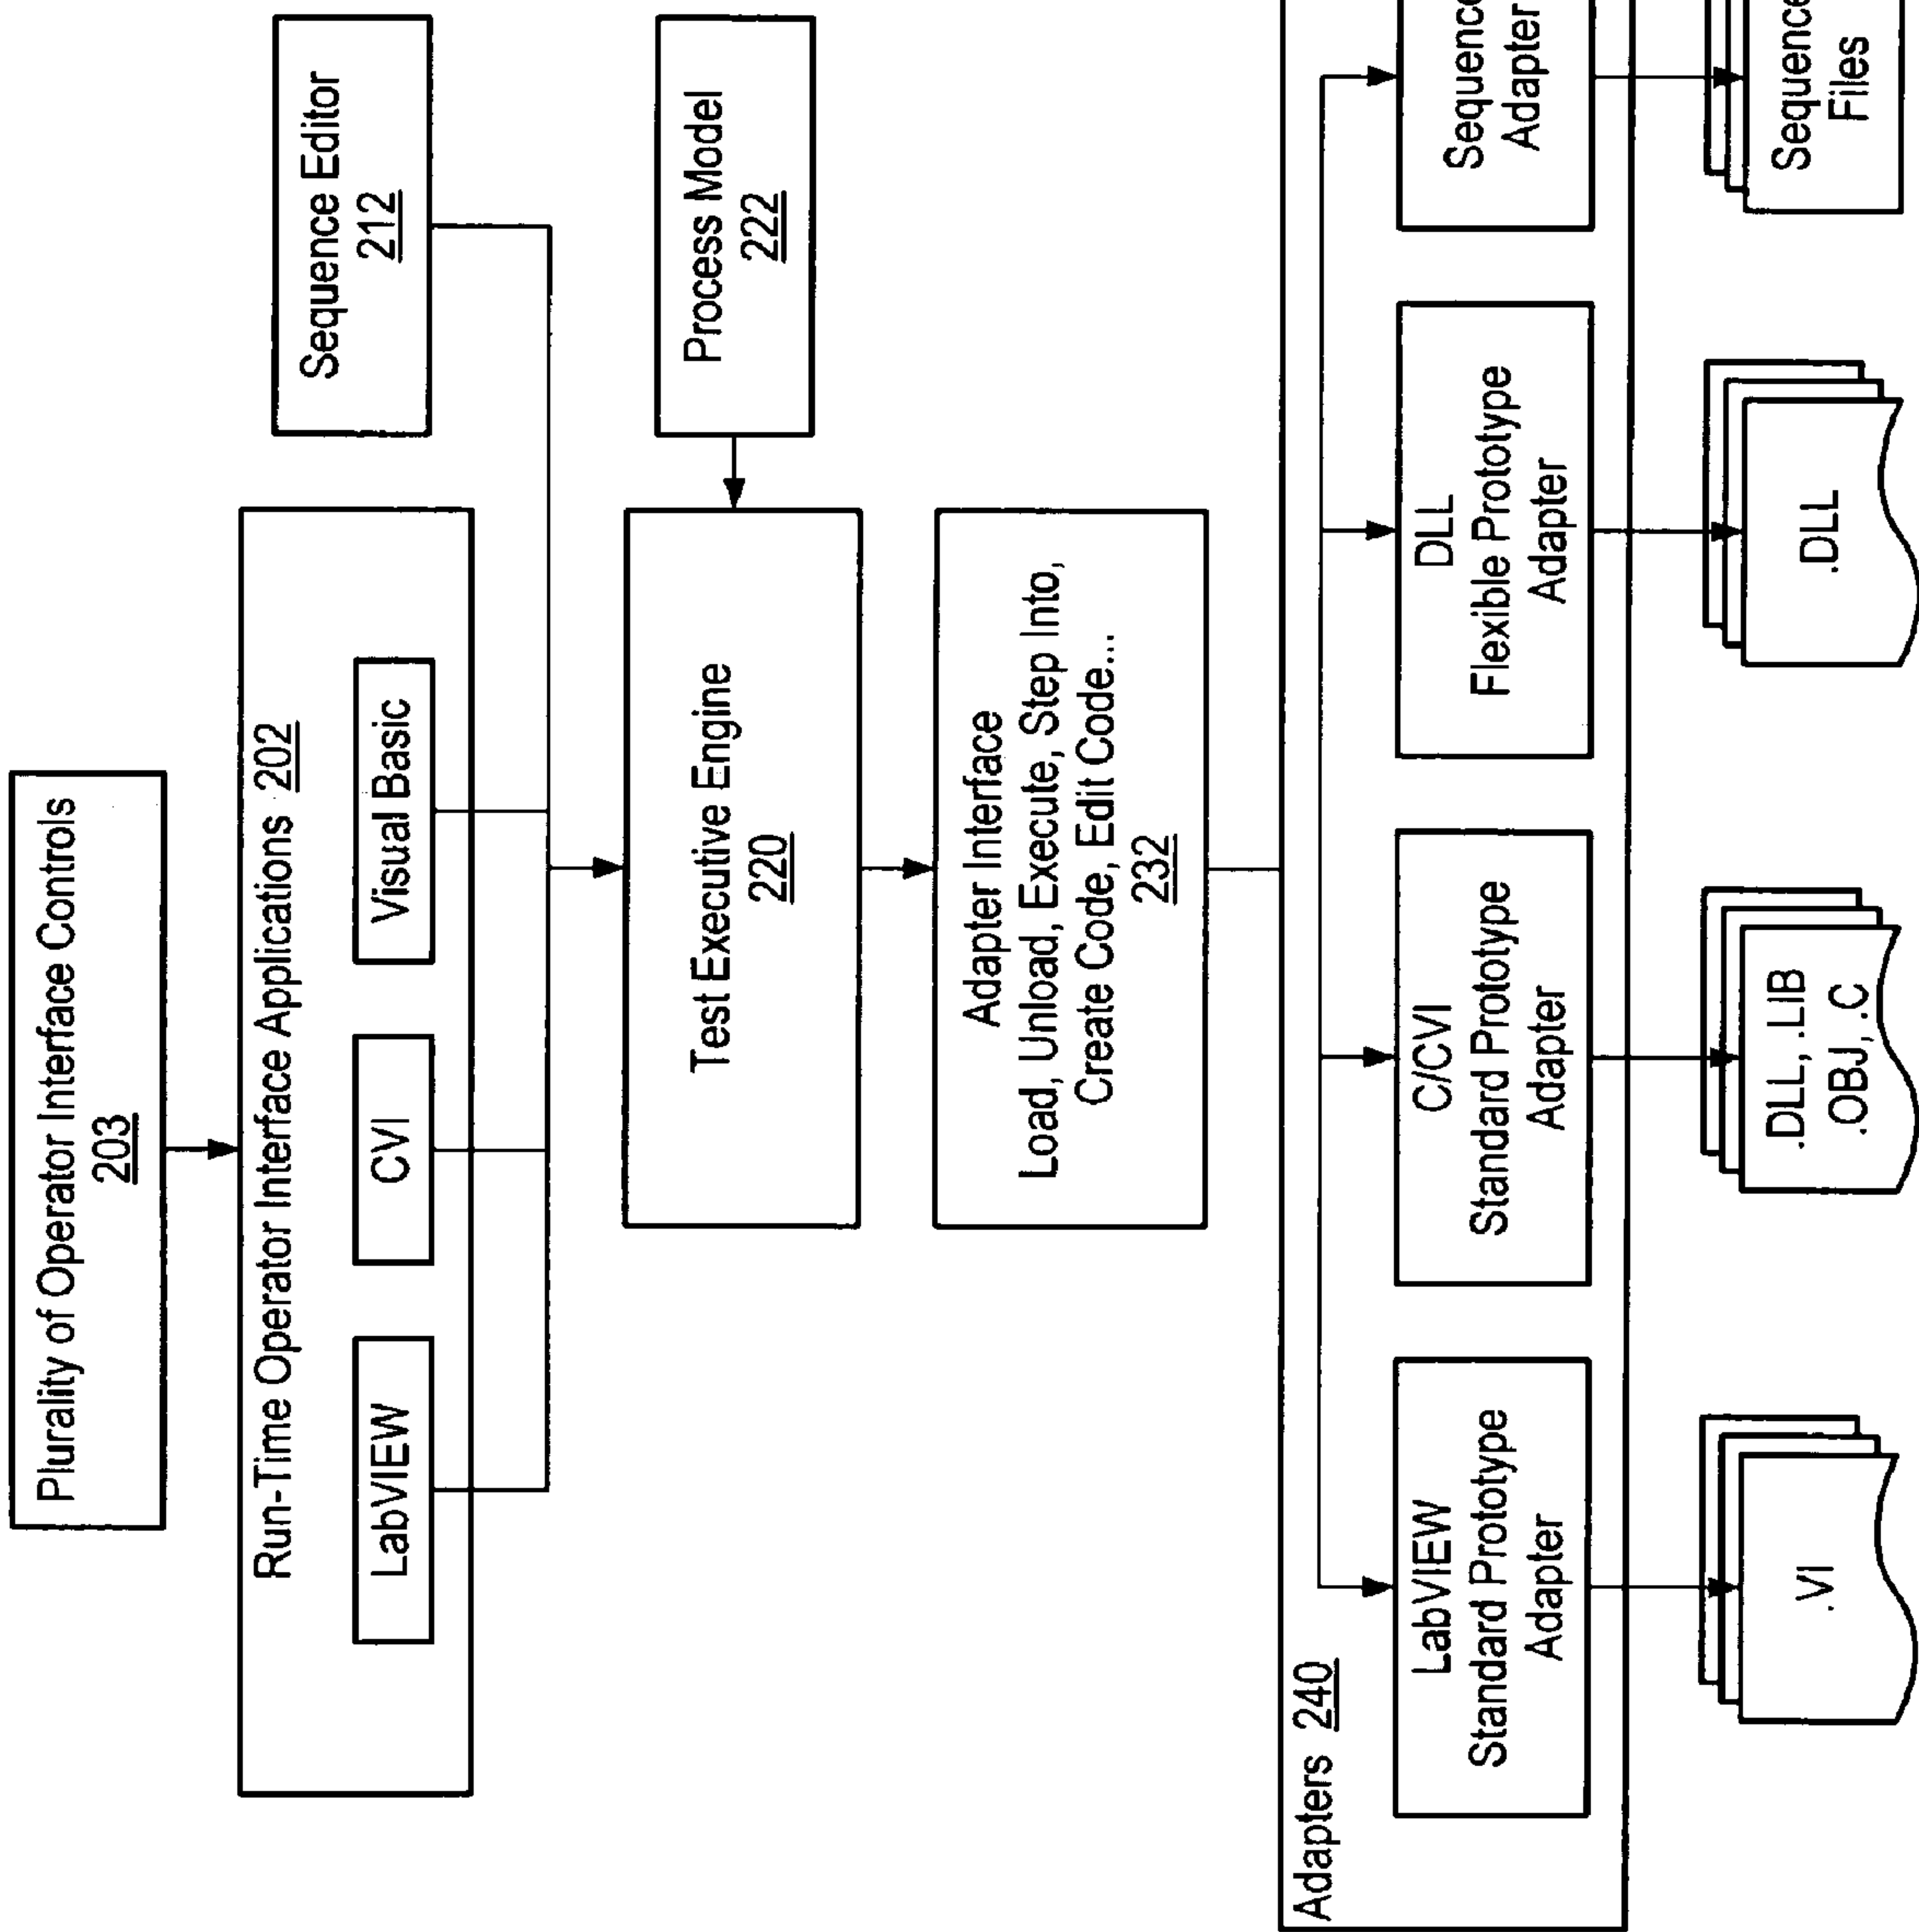 Plurality of Operator Interface Controls
203
Run-Time Operator Interface Applications 202
LabVIEW
CVI
Visual Basic
Sequence Editor
212
Test Executive Engine
220
Process Model
222
Adapter Interface
Load, Unload, Execute, Step Into,
Create Code, Edit Code...
232
Adapters 240
LabVIEW
Standard Prototype
Adapter
C/CVI
Standard Prototype
Adapter
DLL
Flexible Prototype
Adapter
Sequence
Adapter
.VI
.DLL, .LIB
.OBJ, .C
.DLL
Sequence
Files